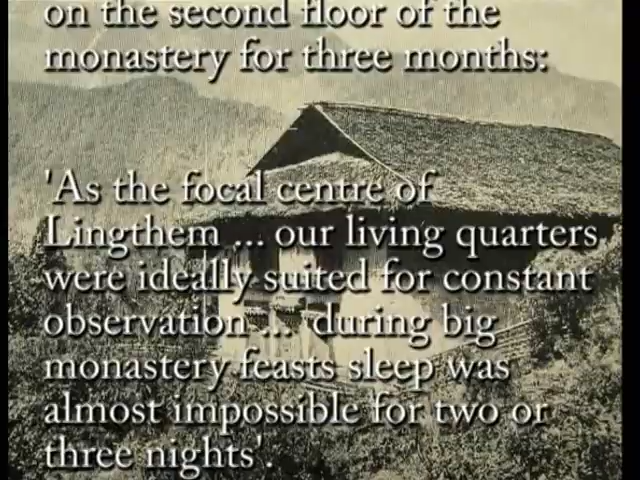 on the second floor of the
monastery for three months:
'As the focal centre of
Lingthem ... our living quarters
were ideally suited for constant
observation ... during big
monastery feasts sleep was
almost impossible for two or
three nights'.